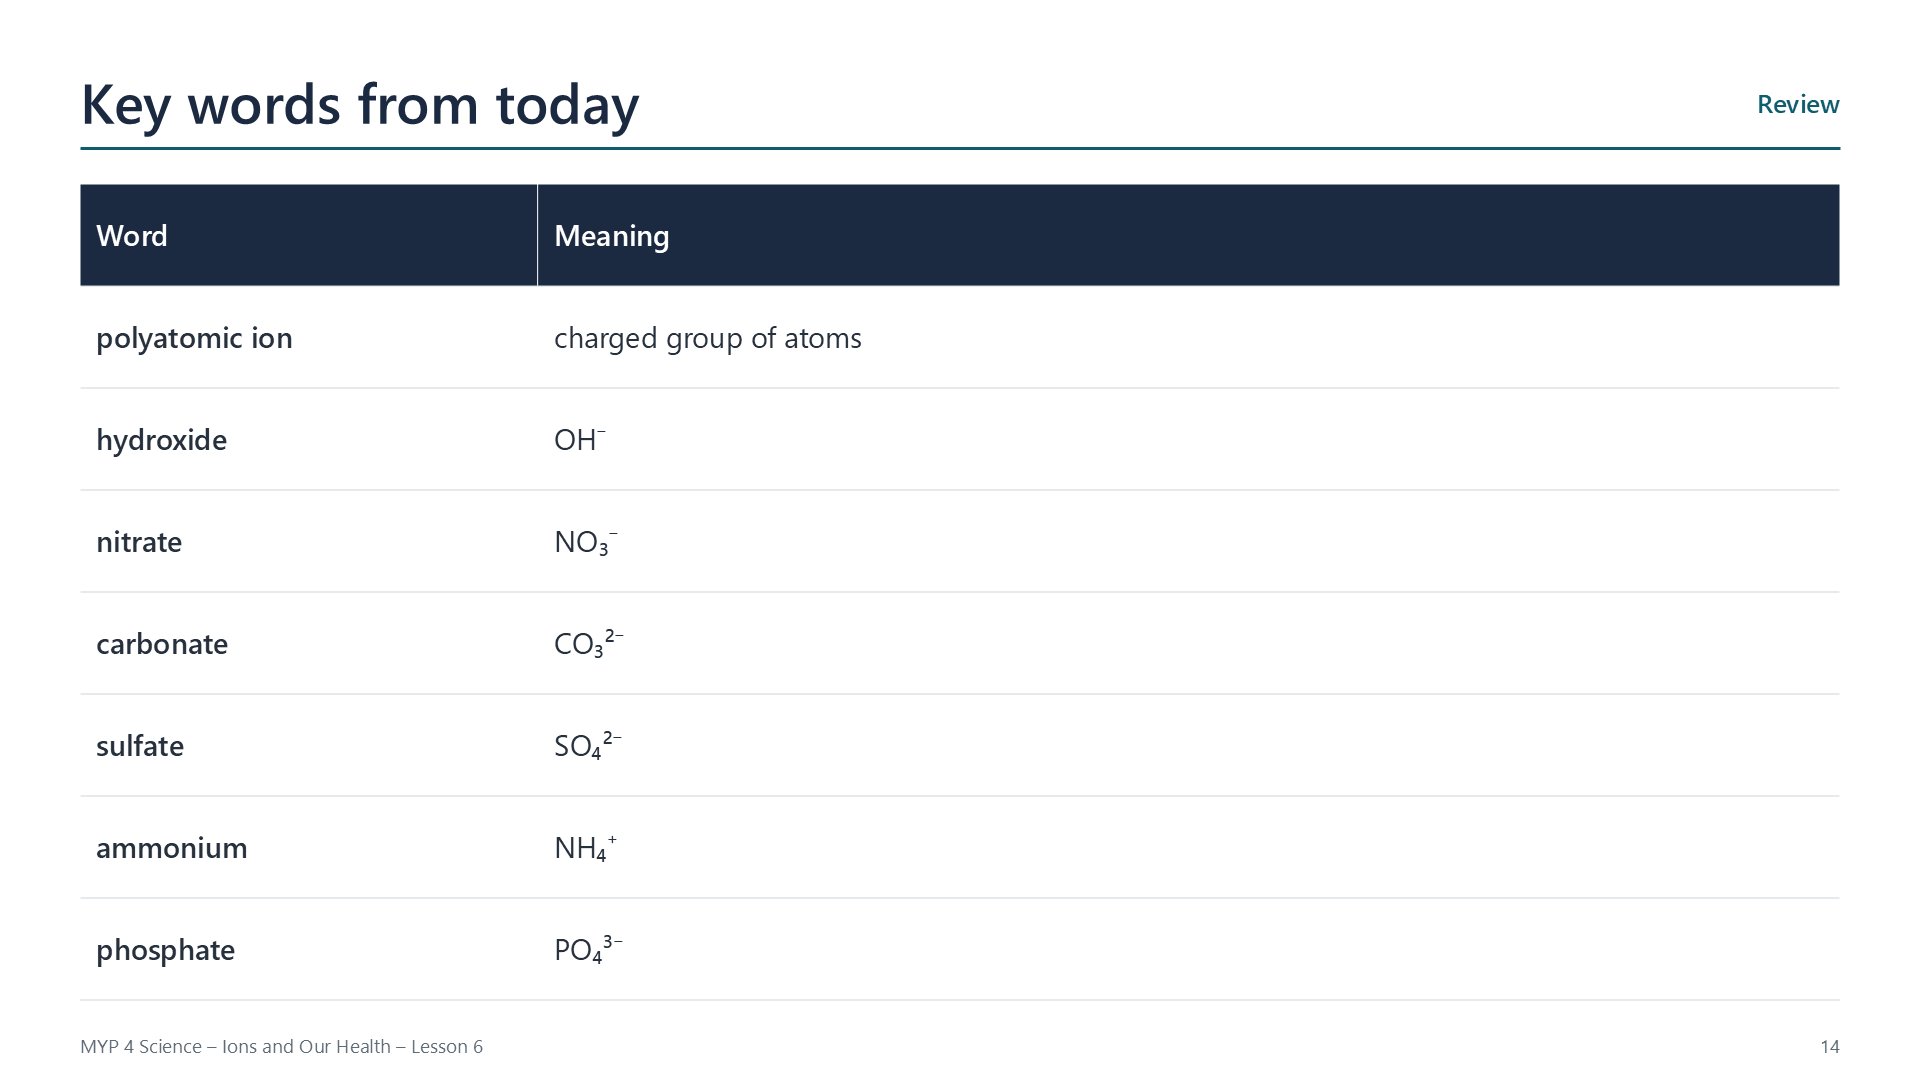 Key words from today
Review
Word Meaning
polyatomic ion charged group of atoms
hydroxide OH⁻
nitrate NO₃⁻
carbonate CO₃²⁻
sulfate SO₄²⁻
ammonium NH₄⁺
phosphate PO₄³⁻
MYP 4 Science – Ions and Our Health – Lesson 6
14